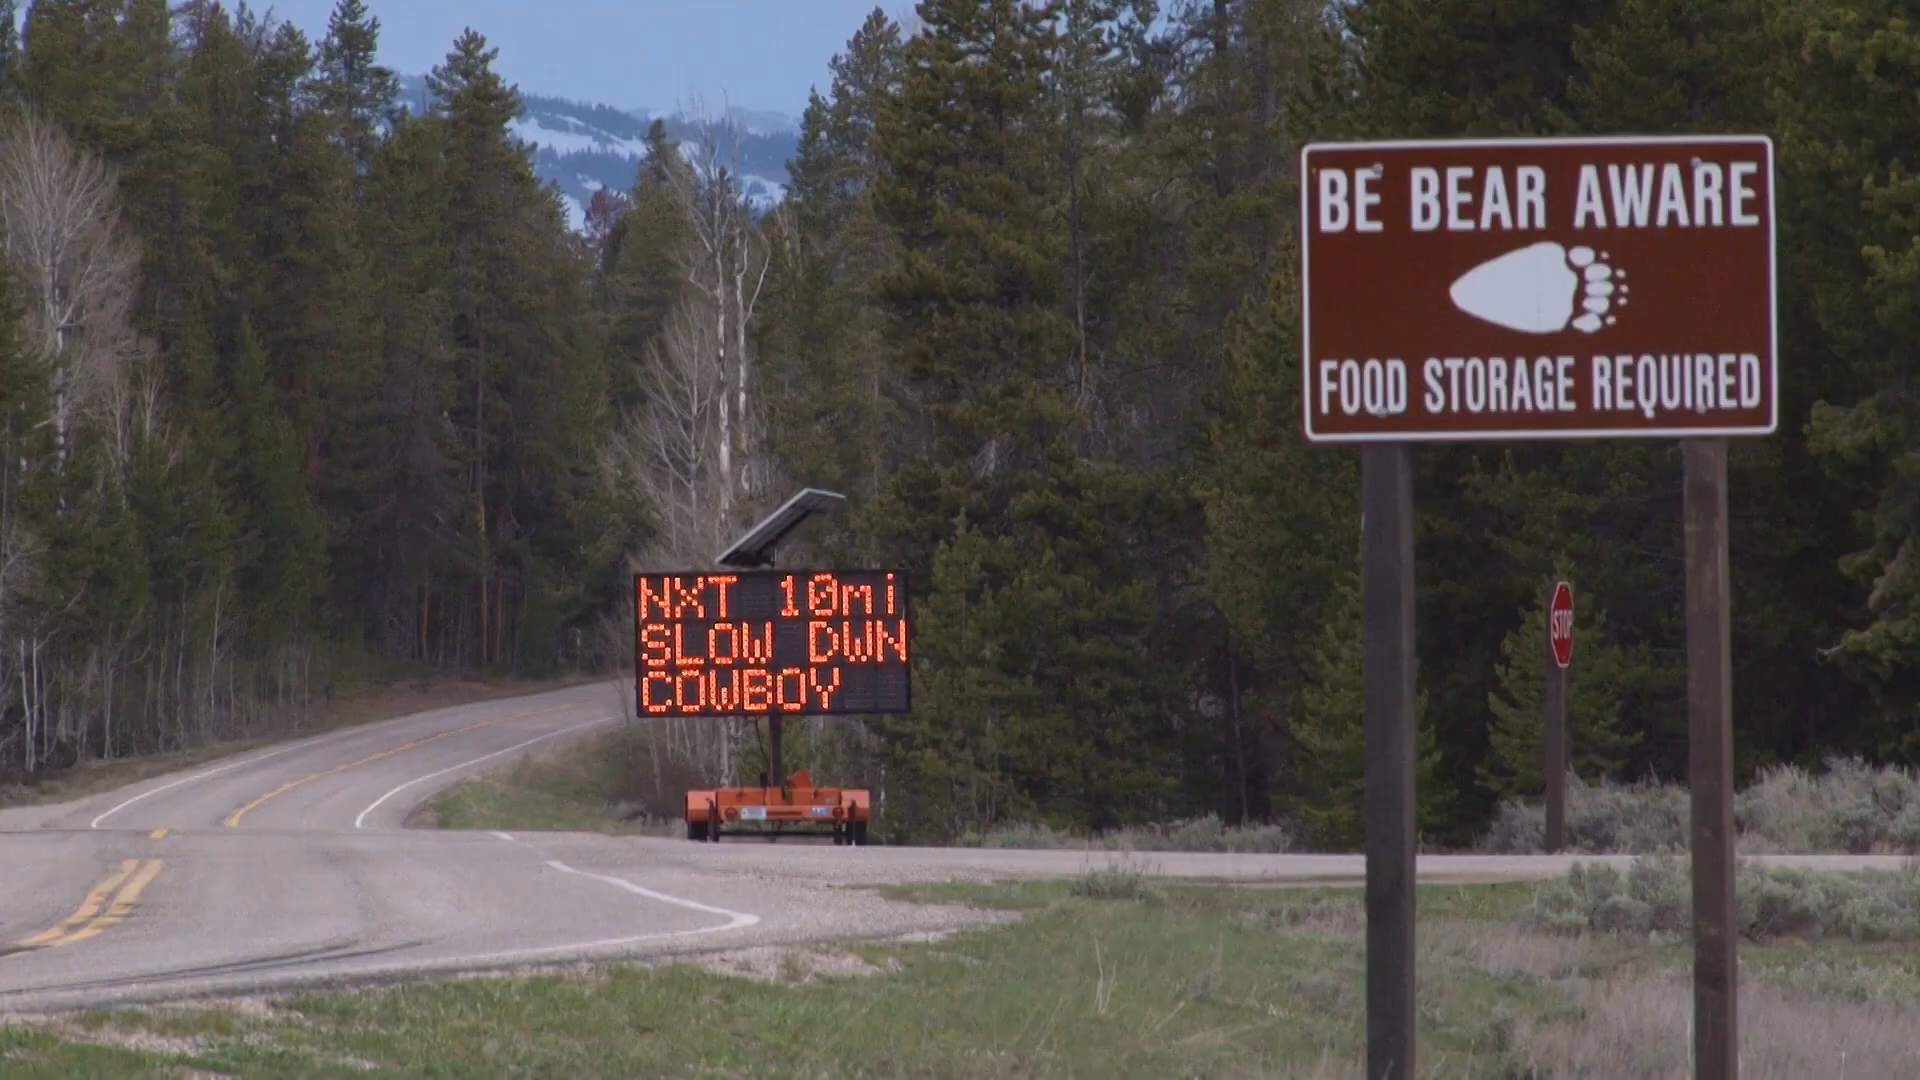 BE BEAR AWARE
FOOD STORAGE REQUIRED
NXT 10mi
SLOW DWN
COWBOY
STOP